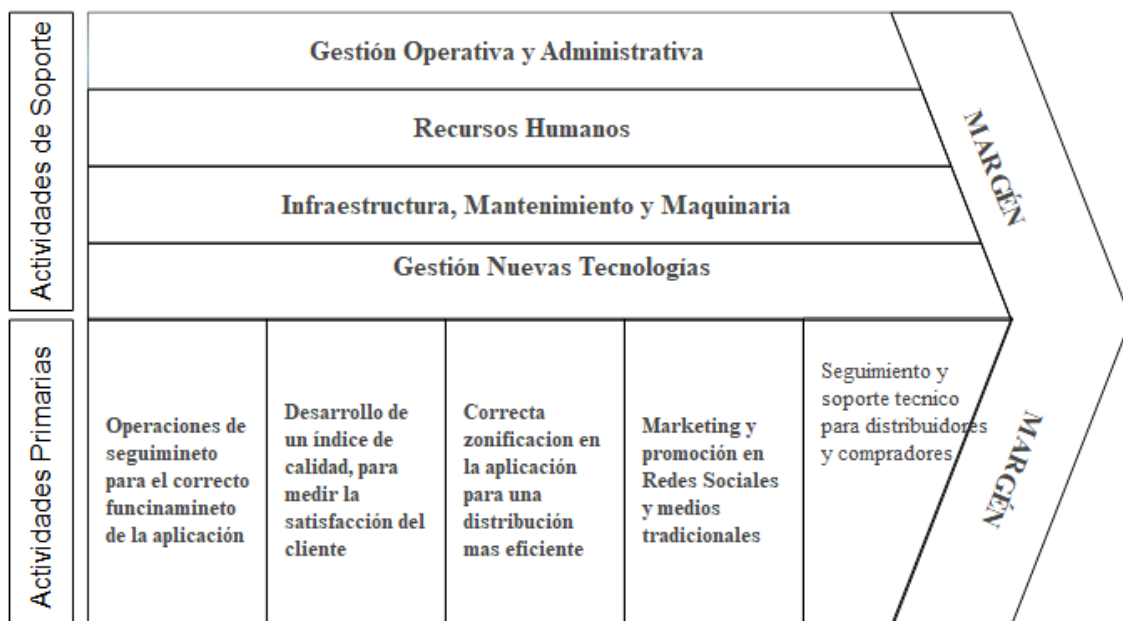 Actividades de Soporte
Gestión Operativa y Administrativa
Recursos Humanos
Infraestructura, Mantenimiento y Maquinaria
Gestión Nuevas Tecnologías
MARGÉN
Actividades Primarias
Operaciones de
seguimineto
para el correcto
funcinamineto
de la aplicación
Desarrollo de
un índice de
calidad, para
medir la
satisfacción del
cliente
Correcta
zonificacion en
la aplicación
para una
distribución
mas eficiente
Marketing y
promoción en
Redes Sociales
y medios
tradicionales
Seguimiento y
soporte tecnico
para distribuidores
y compradores
MARGÉN